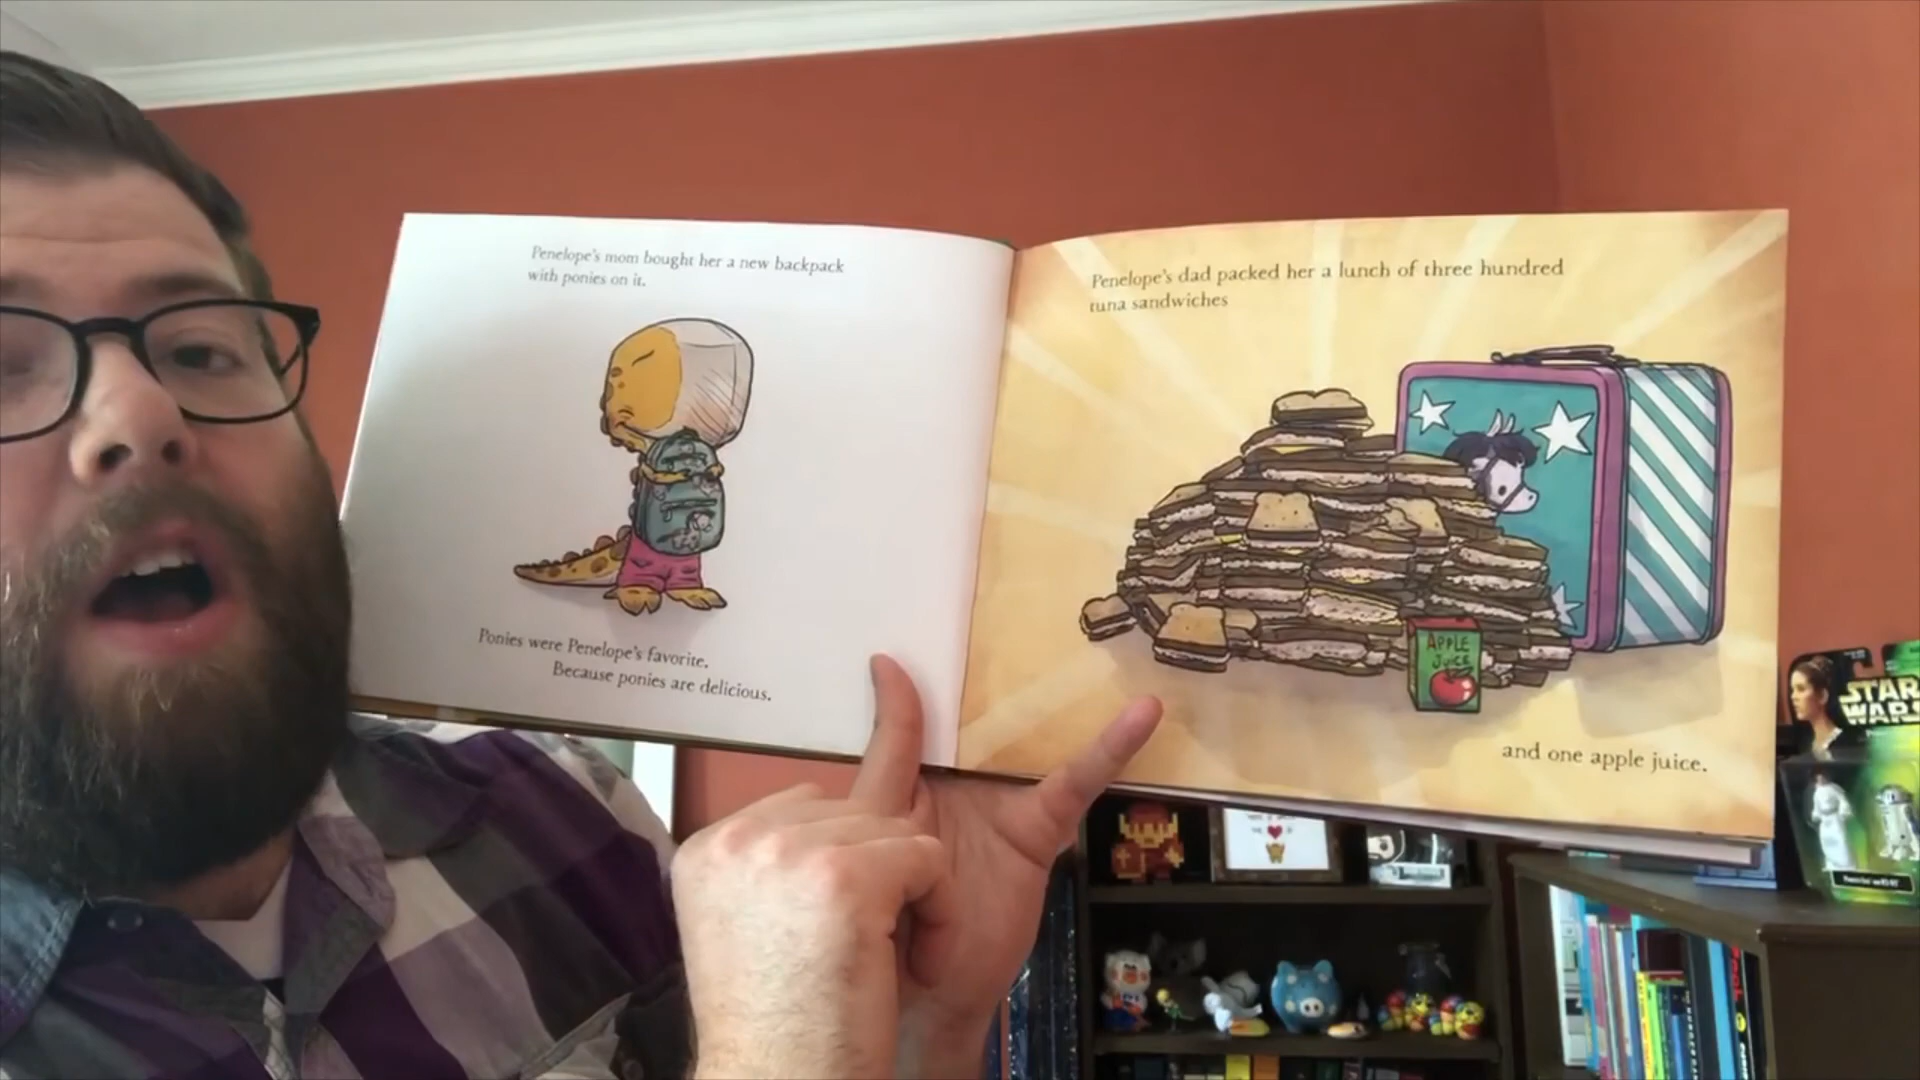 Penelope's mom bought her a new backpack
with ponies on it.
Ponies were Penelope's favorite.
Because ponies are delicious.
Penelope's dad packed her a lunch of three hundred
tuna sandwiches
APPLE
JUICE
and one apple juice.
STAR
WARS